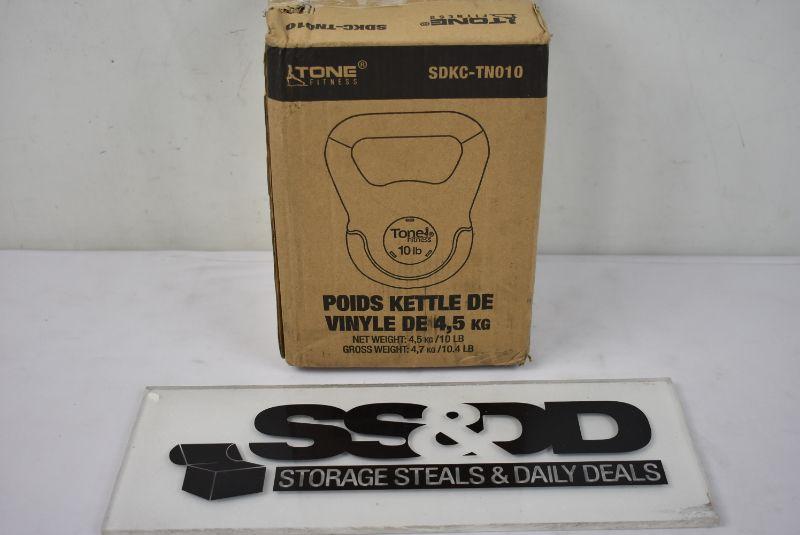 TONE®
FITNESS
SDKC-TN010
TONE®
FITNESS
SDKC-TN010
Tone®
Fitness
10 lb
POIDS KETTLE DE
VINYLE DE 4,5 KG
NET WEIGHT: 4,5 KG/10 LB
GROSS WEIGHT: 4,7 KG/10.4 LB
SS&DD
STORAGE STEALS & DAILY DEALS